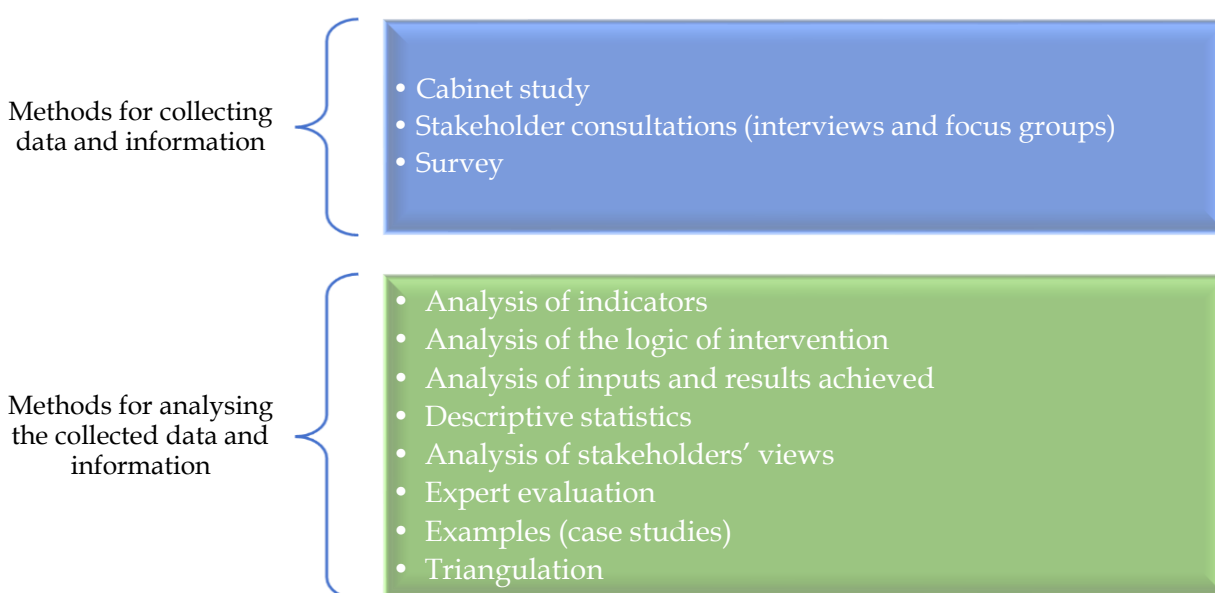 Methods for collecting
data and information
• Cabinet study
• Stakeholder consultations (interviews and focus groups)
• Survey
Methods for analysing
the collected data and
information
• Analysis of indicators
• Analysis of the logic of intervention
• Analysis of inputs and results achieved
• Descriptive statistics
• Analysis of stakeholders’ views
• Expert evaluation
• Examples (case studies)
• Triangulation